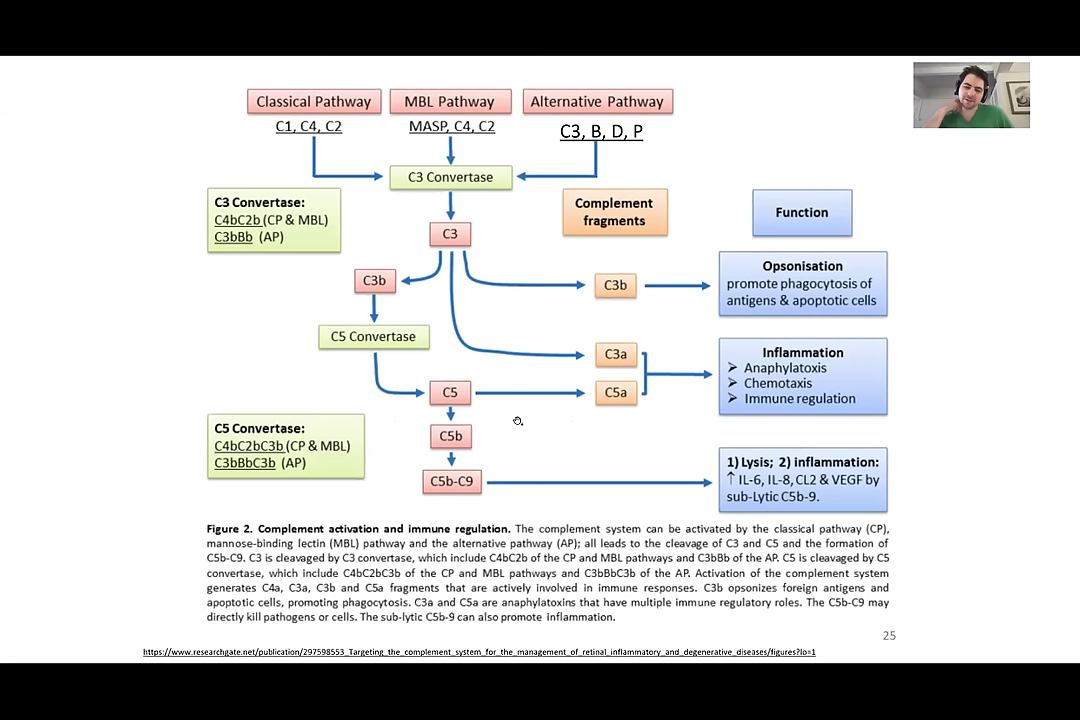 Classical Pathway
MBL Pathway
Alternative Pathway
C1, C4, C2
MASP, C4, C2
C3, B, D, P
C3 Convertase
C3 Convertase:
C4bC2b (CP & MBL)
C3bBb (AP)
Complement
fragments
Function
C3
C3b
C3b
Opsonisation
promote phagocytosis of
antigens & apoptotic cells
C5 Convertase
C3a
Inflammation
➢ Anaphylatoxis
➢ Chemotaxis
➢ Immune regulation
C5
C5a
C5 Convertase:
C4bC2bC3b (CP & MBL)
C3bBbC3b (AP)
C5b
C5b-C9
1) Lysis; 2) inflammation:
↑ IL-6, IL-8, CL2 & VEGF by
sub-Lytic C5b-9.
Figure 2. Complement activation and immune regulation. The complement system can be activated by the classical pathway (CP),
mannose-binding lectin (MBL) pathway and the alternative pathway (AP); all leads to the cleavage of C3 and C5 and the formation of
C5b-C9. C3 is cleavaged by C3 convertase, which include C4bC2b of the CP and MBL pathways and C3bBb of the AP. C5 is cleavaged by C5
convertase, which include C4bC2bC3b of the CP and MBL pathways and C3bBbC3b of the AP. Activation of the complement system
generates C4a, C3a, C3b and C5a fragments that are actively involved in immune responses. C3b opsonizes foreign antigens and
apoptotic cells, promoting phagocytosis. C3a and C5a are anaphylatoxins that have multiple immune regulatory roles. The C5b-C9 may
directly kill pathogens or cells. The sub-lytic C5b-9 can also promote inflammation.
25
https://www.researchgate.net/publication/297598553_Targeting_the_complement_system_for_the_management_of_retinal_inflammatory_and_degenerative_diseases/figures?lo=1